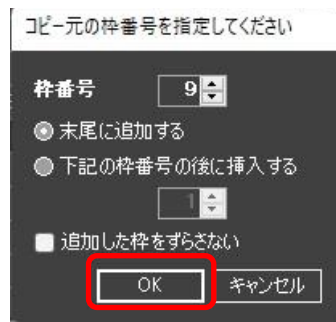 コピー元の枠番号を指定してください
枠番号 9
末尾に追加する
下記の枠番号の後に挿入する
1
追加した枠をずらさない
OK キャンセル